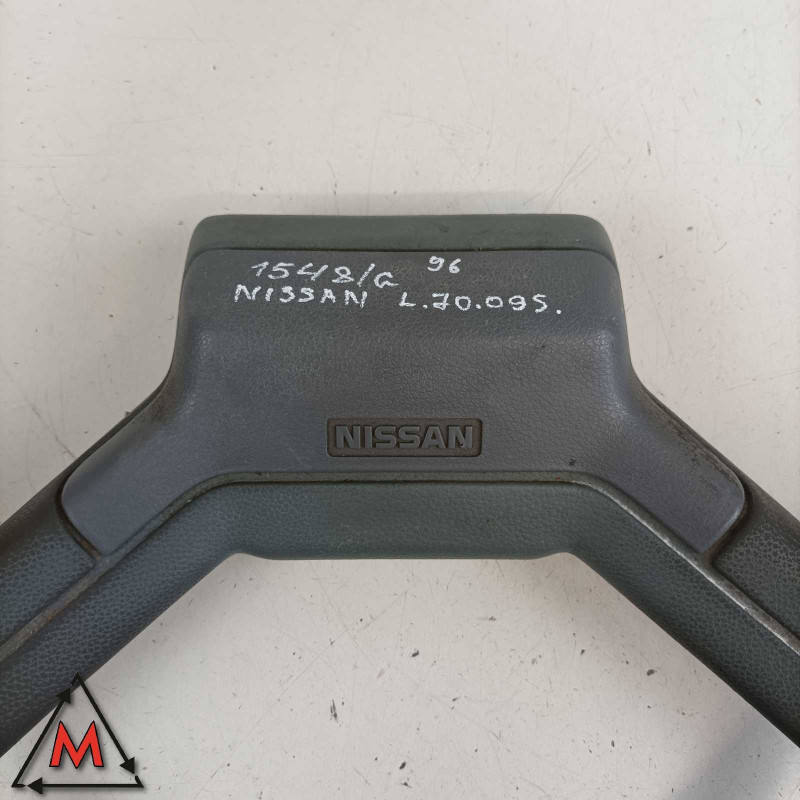 1548/G 96
NISSAN L.70.095.
NISSAN
M